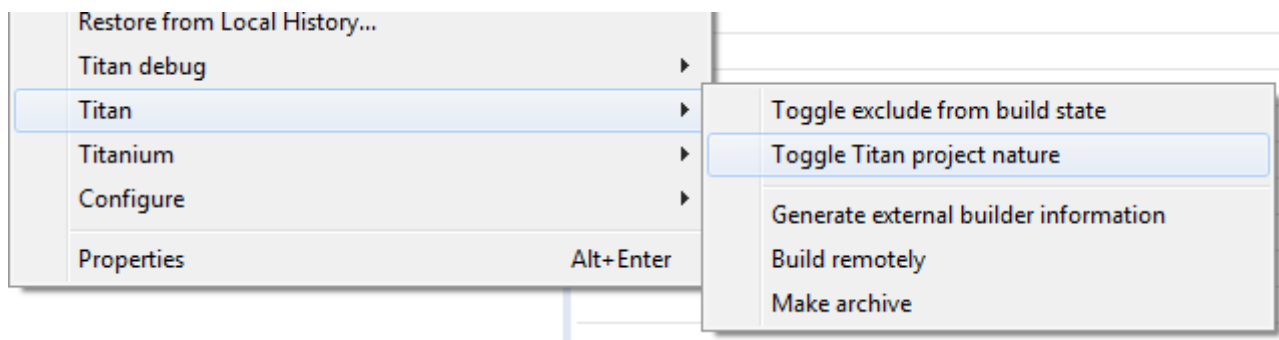 Restore from Local History...
Titan debug
Titan
Titanium
Configure
Properties Alt+Enter
Toggle exclude from build state
Toggle Titan project nature
Generate external builder information
Build remotely
Make archive